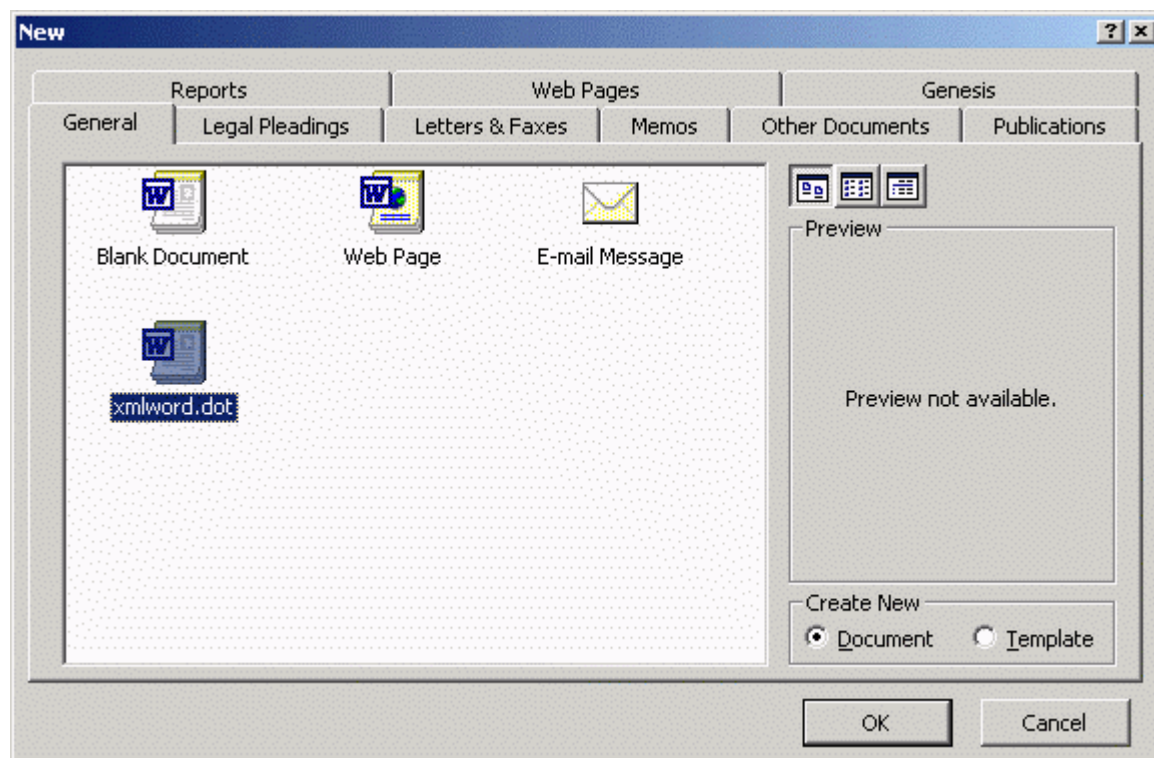 New
Reports Web Pages Genesis
General Legal Pleadings Letters & Faxes Memos Other Documents Publications
Blank Document Web Page E-mail Message
xmlword.dot
Preview
Preview not available.
Create New
Document Template
OK Cancel